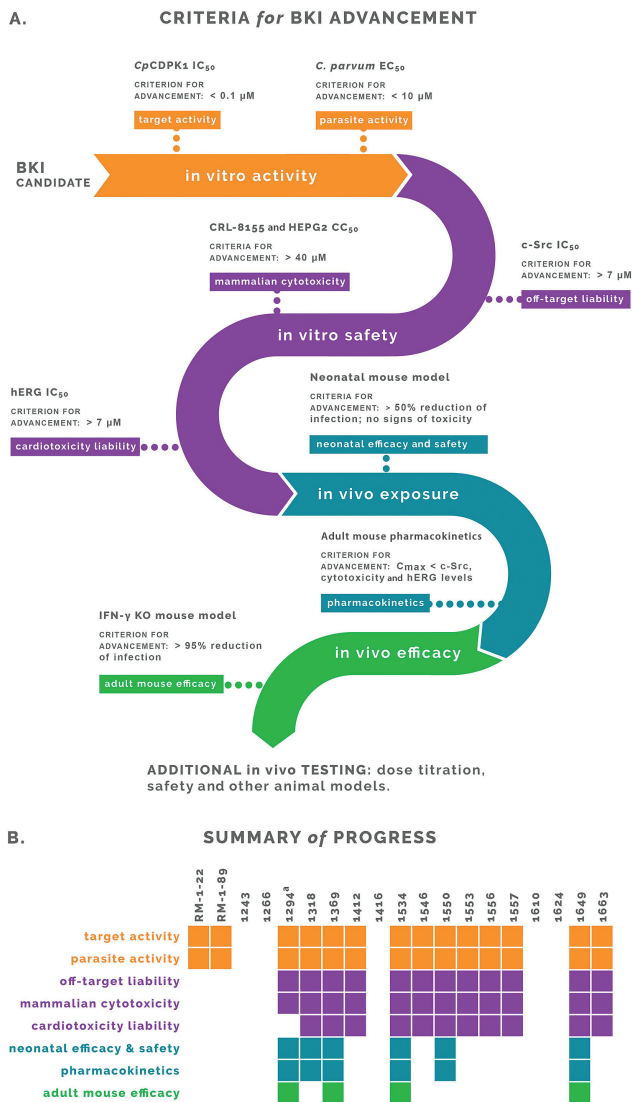 A.
CRITERIA for BKI ADVANCEMENT
CpCDPK1 IC50
CRITERION FOR
ADVANCEMENT: < 0.1 µM
target activity
C. parvum EC50
CRITERION FOR
ADVANCEMENT: < 10 µM
parasite activity
BKI
CANDIDATE
in vitro activity
CRL-8155 and HEPG2 CC50
CRITERIA FOR
ADVANCEMENT: > 40 µM
mammalian cytotoxicity
c-Src IC50
CRITERION FOR
ADVANCEMENT: > 7 µM
off-target liability
in vitro safety
hERG IC50
CRITERION FOR
ADVANCEMENT: > 7 µM
cardiotoxicity liability
Neonatal mouse model
CRITERIA FOR
ADVANCEMENT: > 50% reduction of
infection; no signs of toxicity
neonatal efficacy and safety
in vivo exposure
Adult mouse pharmacokinetics
CRITERION FOR
ADVANCEMENT: Cmax < c-Src,
cytotoxicity and hERG levels
pharmacokinetics
IFN-γ KO mouse model
CRITERION FOR
ADVANCEMENT: > 95% reduction
of infection
adult mouse efficacy
in vivo efficacy
ADDITIONAL in vivo TESTING: dose titration,
safety and other animal models.
B.
SUMMARY of PROGRESS
RM-1-22
RM-1-89
1243
1266
1294a
1318
1369
1412
1416
1534
1546
1550
1553
1556
1557
1610
1624
1649
1663
target activity
parasite activity
off-target liability
mammalian cytotoxicity
cardiotoxicity liability
neonatal efficacy & safety
pharmacokinetics
adult mouse efficacy